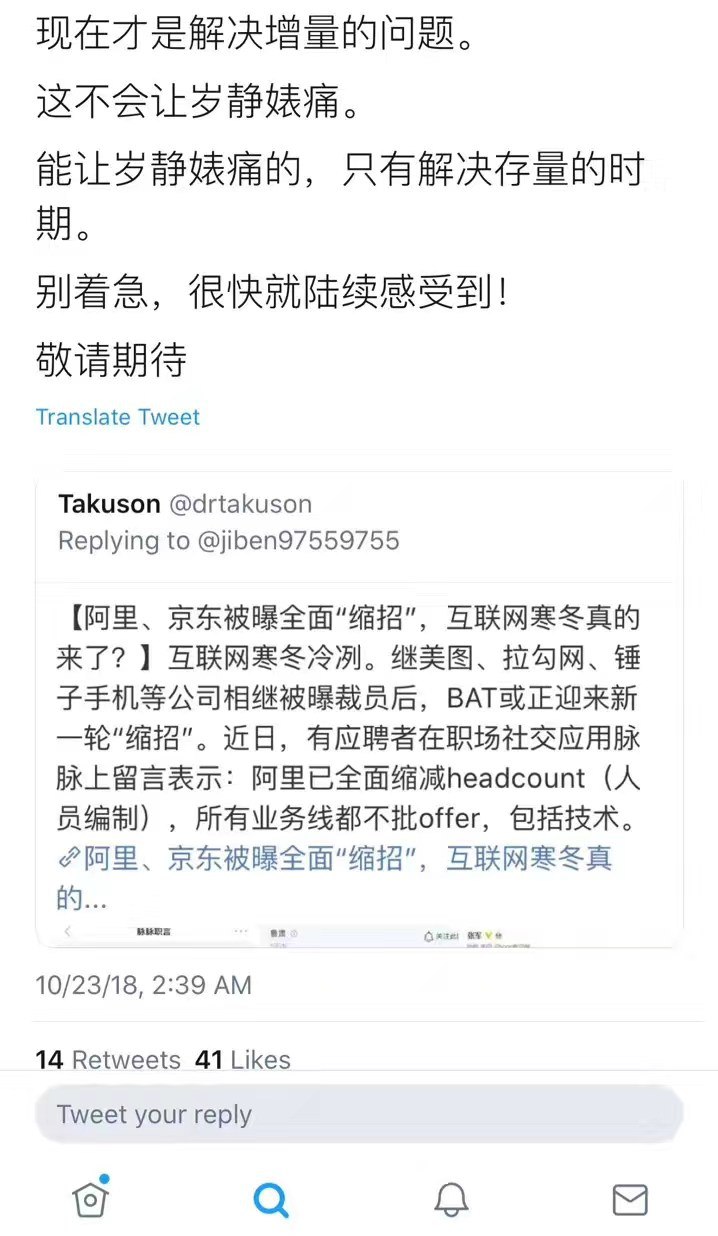 现在才是解决增量的问题。
这不会让岁静婊痛。
能让岁静婊痛的，只有解决存量的时
期。
别着急，很快就陆续感受到！
敬请期待
Translate Tweet
Takuson @drtakuson
Replying to @jiben97559755
【阿里、京东被曝全面“缩招”，互联网寒冬真的
来了？】互联网寒冬冷冽。继美图、拉勾网、锤
子手机等公司相继被曝裁员后，BAT或正迎来新
一轮“缩招”。近日，有应聘者在职场社交应用脉
脉上留言表示：阿里已全面缩减headcount（人
员编制），所有业务线都不批offer，包括技术。
阿里、京东被曝全面“缩招”，互联网寒冬真
的...
脉脉职言
鲁肃
关注此
10/23/18, 2:39 AM
14 Retweets 41 Likes
Tweet your reply